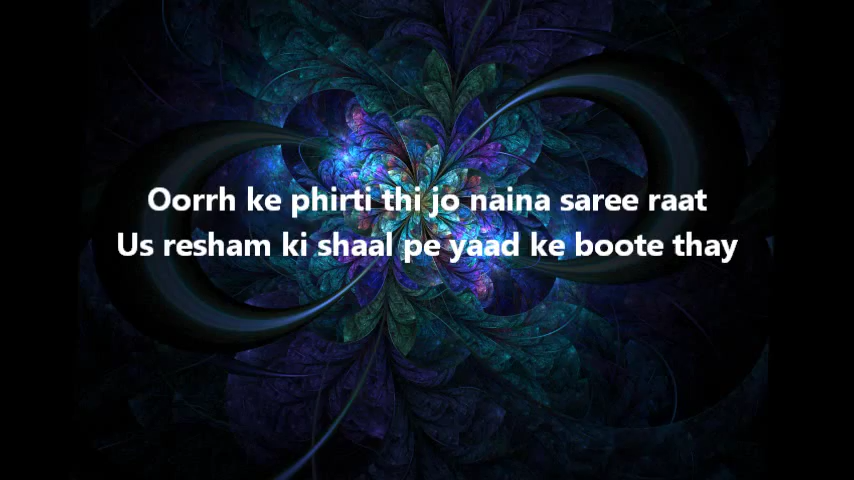 Oorrh ke phirti thi jo naina saree raat
Us resham ki shaal pe yaad ke boote thay